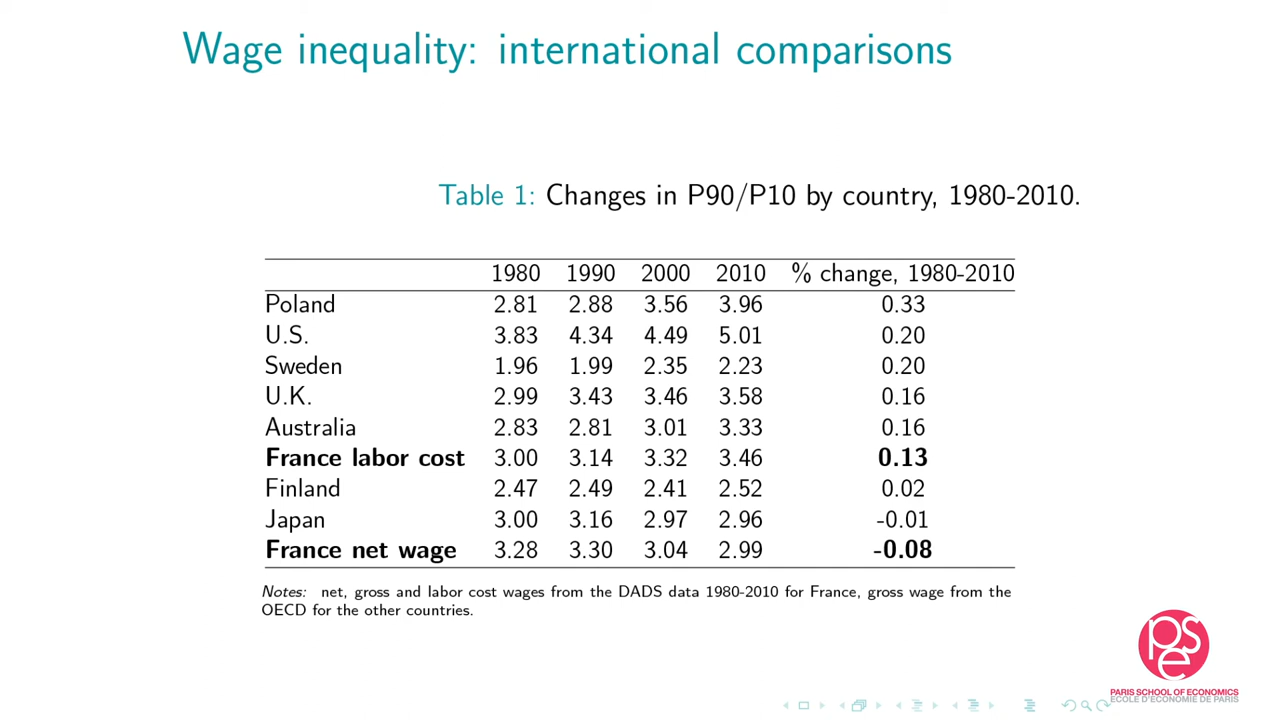 Wage inequality: international comparisons
Table 1: Changes in P90/P10 by country, 1980-2010.
1980 1990 2000 2010 % change, 1980-2010
Poland 2.81 2.88 3.56 3.96 0.33
U.S. 3.83 4.34 4.49 5.01 0.20
Sweden 1.96 1.99 2.35 2.23 0.20
U.K. 2.99 3.43 3.46 3.58 0.16
Australia 2.83 2.81 3.01 3.33 0.16
France labor cost 3.00 3.14 3.32 3.46 0.13
Finland 2.47 2.49 2.41 2.52 0.02
Japan 3.00 3.16 2.97 2.96 -0.01
France net wage 3.28 3.30 3.04 2.99 -0.08
Notes: net, gross and labor cost wages from the DADS data 1980-2010 for France, gross wage from the
OECD for the other countries.
pse
PARIS SCHOOL OF ECONOMICS
ECOLE D'ECONOMIE DE PARIS